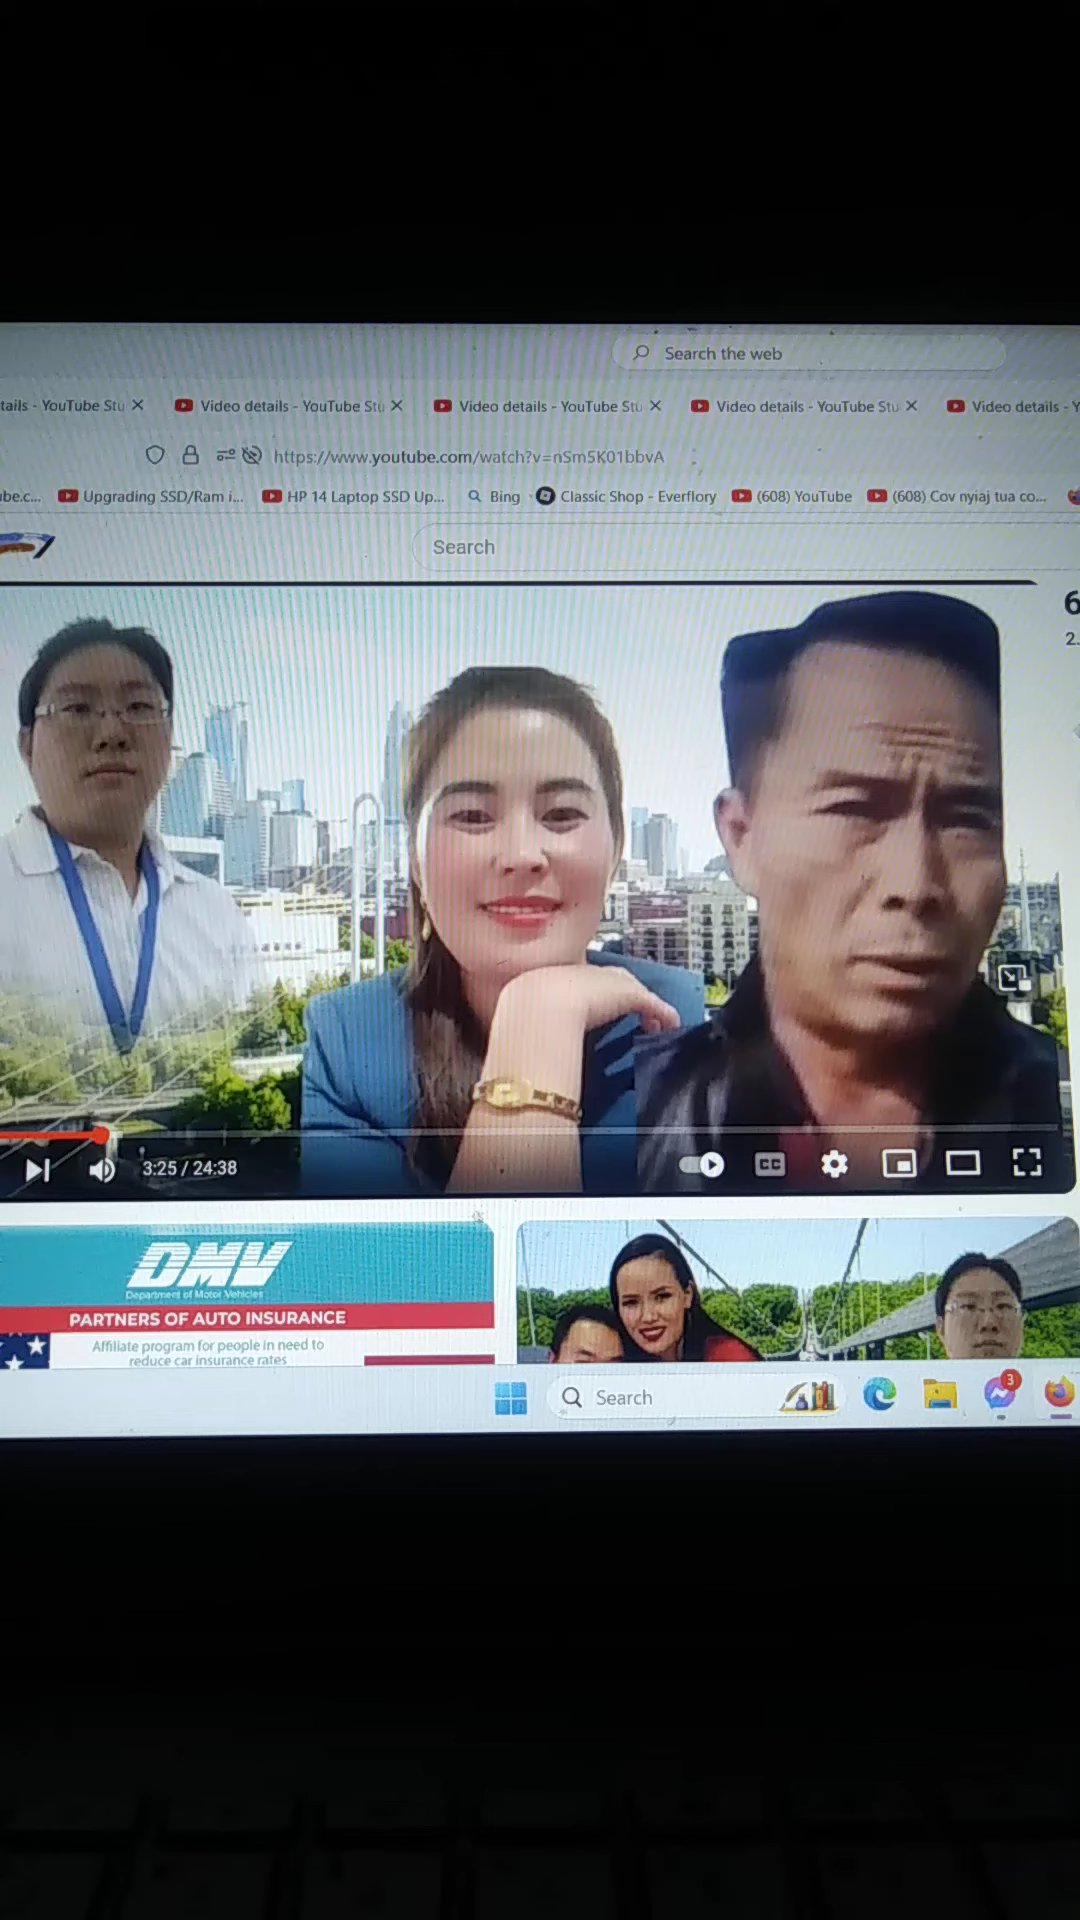 Search the web
tails - YouTube Stu
Video details - YouTube Stu
Video details - YouTube Stu
Video details - YouTube Stu
Video details - Y
https://www.youtube.com/watch?v=nSm5K01bbvA
ube.c...
Upgrading SSD/Ram i...
HP 14 Laptop SSD Up...
Bing
Classic Shop - Everflory
(608) YouTube
(608) Cov nyiaj tua co...
Search
6
2.
3:25 / 24:38
CC
DMV
Department of Motor Vehicles
PARTNERS OF AUTO INSURANCE
Affiliate program for people in need to
reduce car insurance rates
Search
3